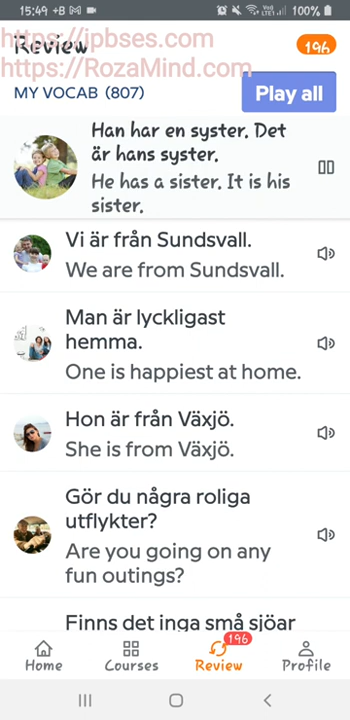 15:49 +B M
100%
https://jpbses.com
Review
196
https://RozaMind.com
MY VOCAB (807)
Play all
Han har en syster. Det
är hans syster.
He has a sister. It is his
sister.
Vi är från Sundsvall.
We are from Sundsvall.
Man är lyckligast
hemma.
One is happiest at home.
Hon är från Växjö.
She is from Växjö.
Gör du några roliga
utflykter?
Are you going on any
fun outings?
Finns det inga små sjöar
196
Home Courses Review Profile